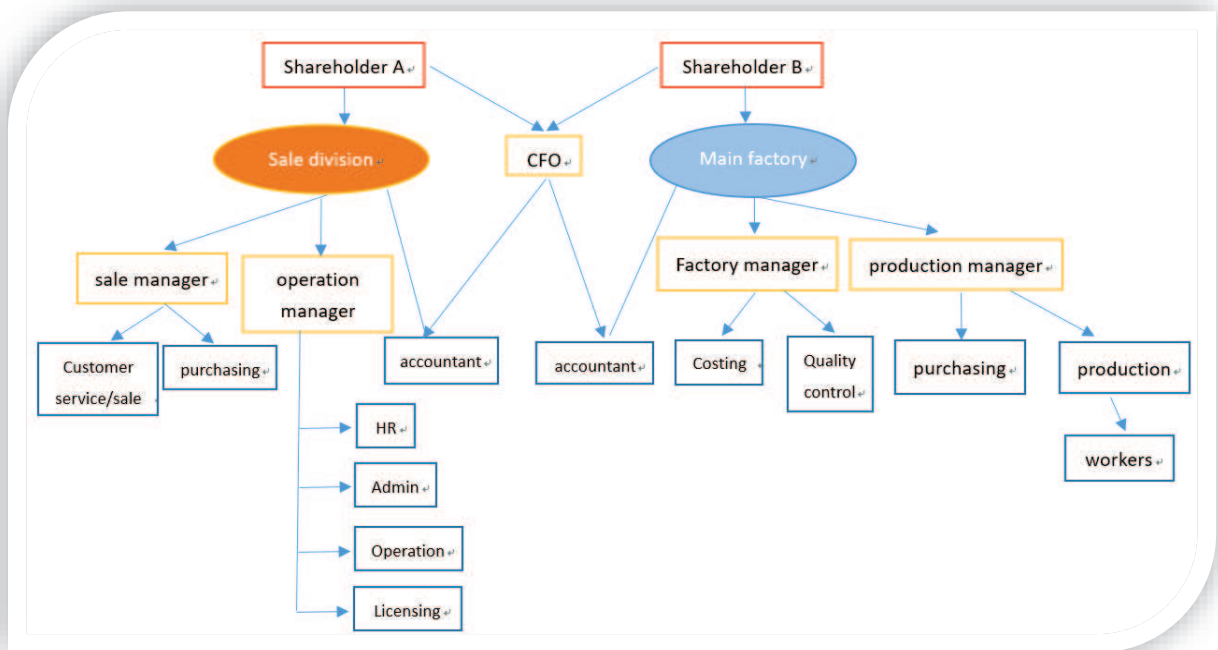 Shareholder A
Shareholder B
Sale division
CFO
Main factory
sale manager
operation
manager
Factory manager
production manager
Customer
service/sale
purchasing
accountant
accountant
Costing
Quality
control
purchasing
production
HR
workers
Admin
Operation
Licensing